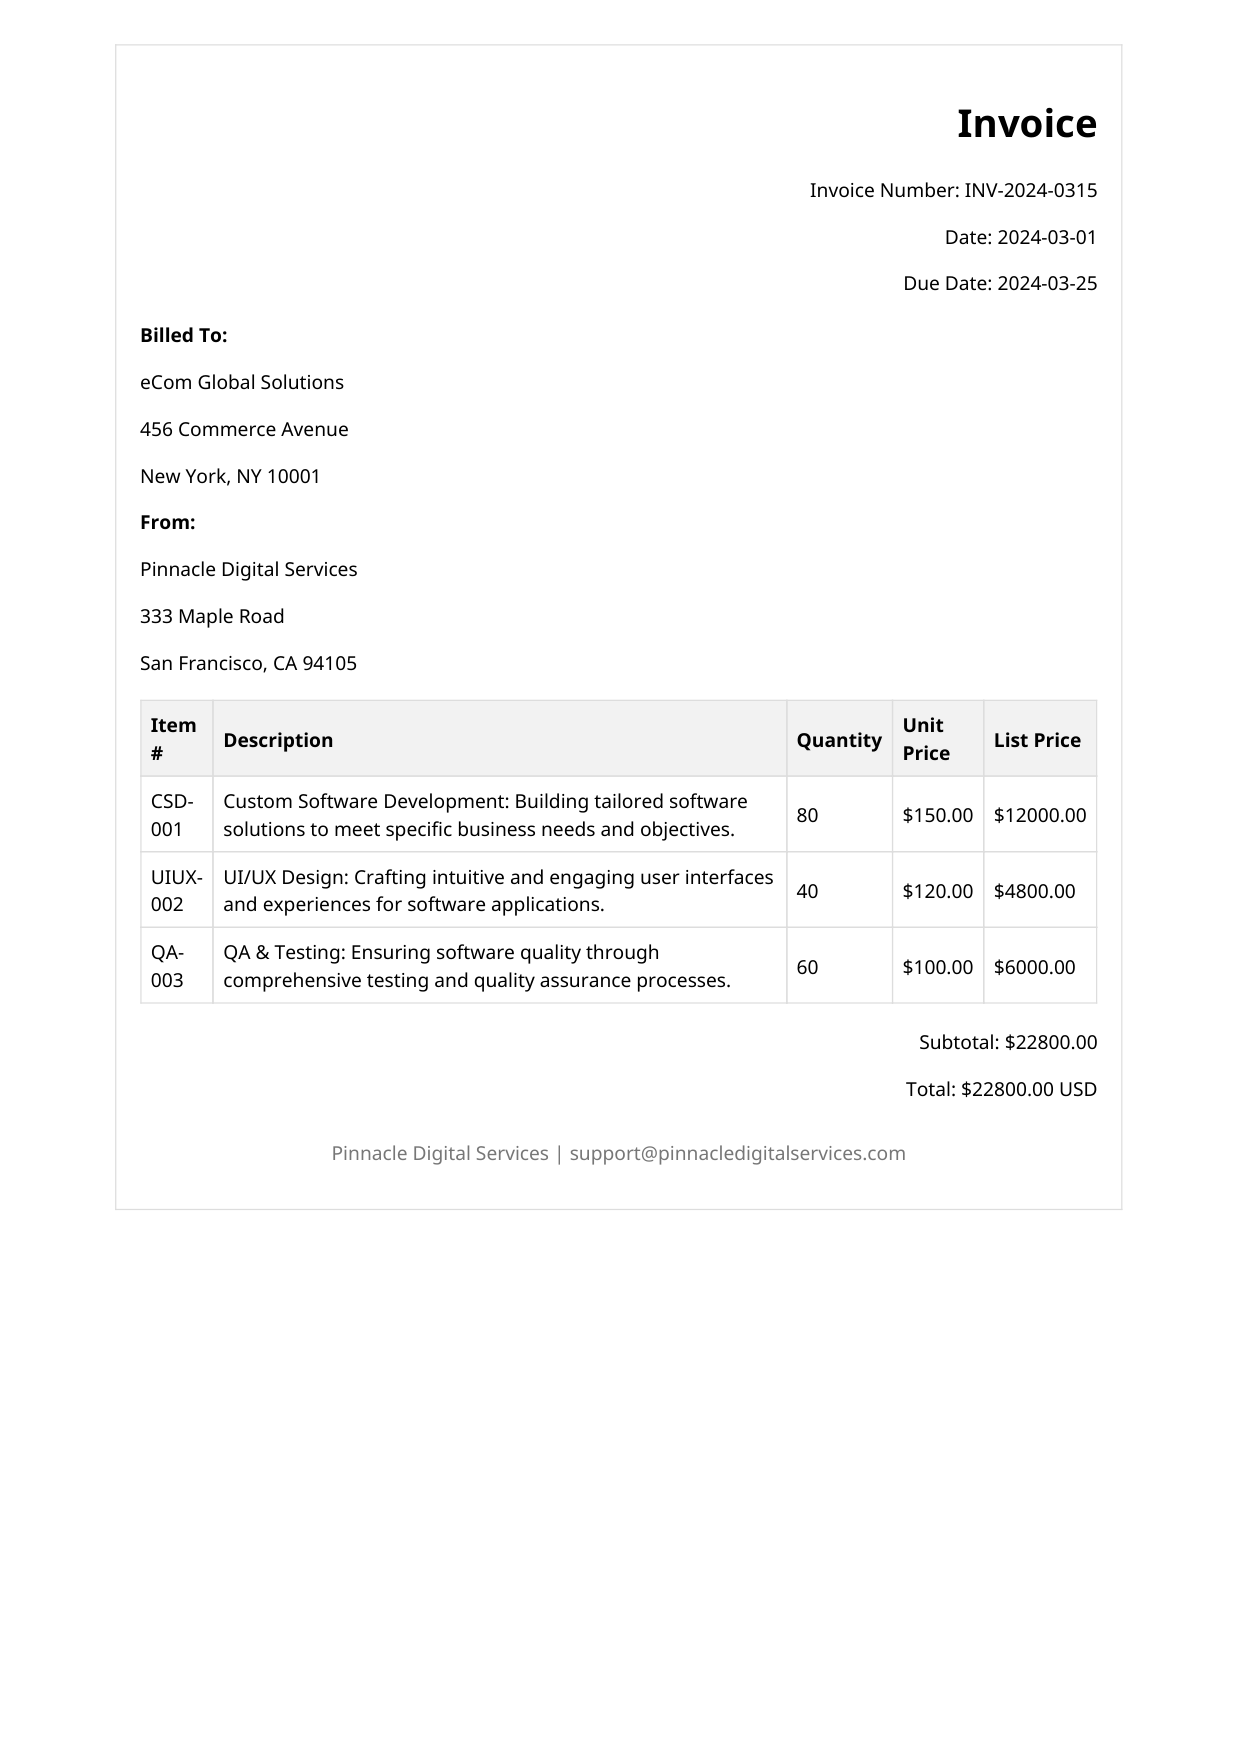 Invoice
Invoice Number: INV-2024-0315
Date: 2024-03-01
Due Date: 2024-03-25
Billed To:
eCom Global Solutions
456 Commerce Avenue
New York, NY 10001
From:
Pinnacle Digital Services
333 Maple Road
San Francisco, CA 94105
Item # Description Quantity Unit Price List Price
CSD-001 Custom Software Development: Building tailored software solutions to meet specific business needs and objectives. 80 $150.00 $12000.00
UIUX-002 UI/UX Design: Crafting intuitive and engaging user interfaces and experiences for software applications. 40 $120.00 $4800.00
QA-003 QA & Testing: Ensuring software quality through comprehensive testing and quality assurance processes. 60 $100.00 $6000.00
Subtotal: $22800.00
Total: $22800.00 USD
Pinnacle Digital Services | support@pinnacledigitalservices.com